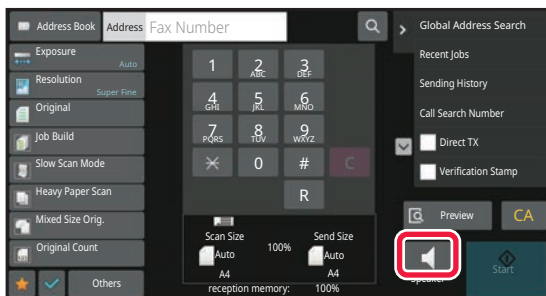 Address Book
Address
Fax Number
Global Address Search
Exposure
Auto
Resolution
Super Fine
Original
Job Build
Slow Scan Mode
Heavy Paper Scan
Mixed Size Orig.
Original Count
Others
1
2
ABC
3
DEF
4
GHI
5
JKL
6
MNO
7
PQRS
8
TUV
9
WXYZ
0
#
C
R
Scan Size
Auto
A4
100%
Send Size
Auto
A4
reception memory: 100%
Recent Jobs
Sending History
Call Search Number
Direct TX
Verification Stamp
Preview
CA
Speaker
Start